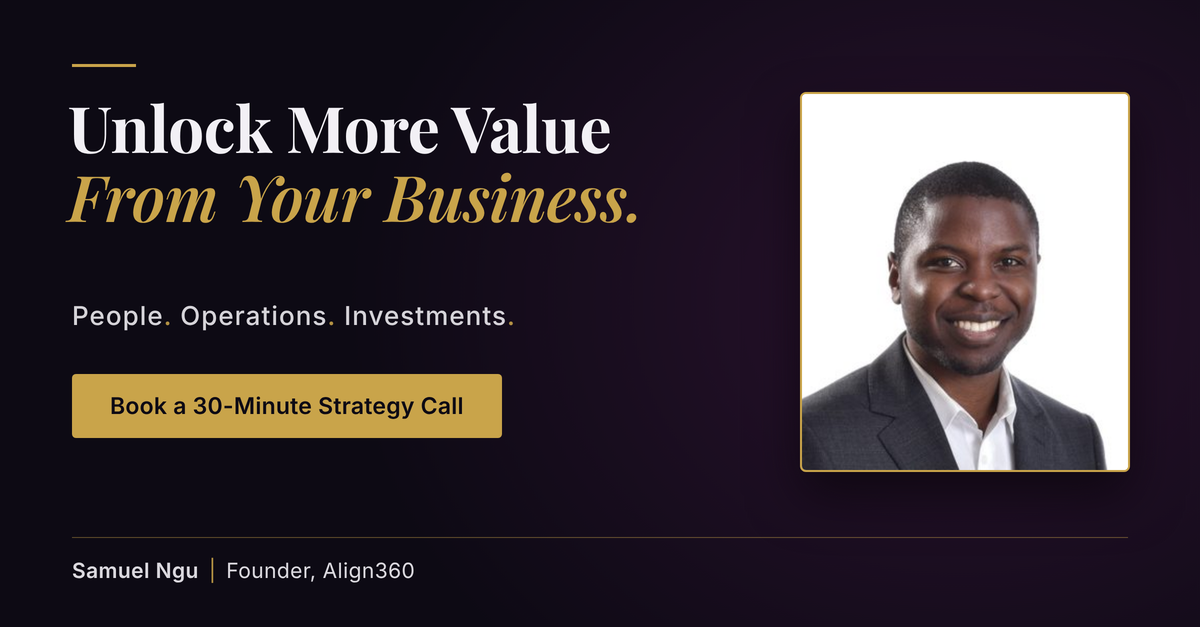 Unlock More Value
From Your Business.
People. Operations. Investments.
Book a 30-Minute Strategy Call
Samuel Ngu | Founder, Align360